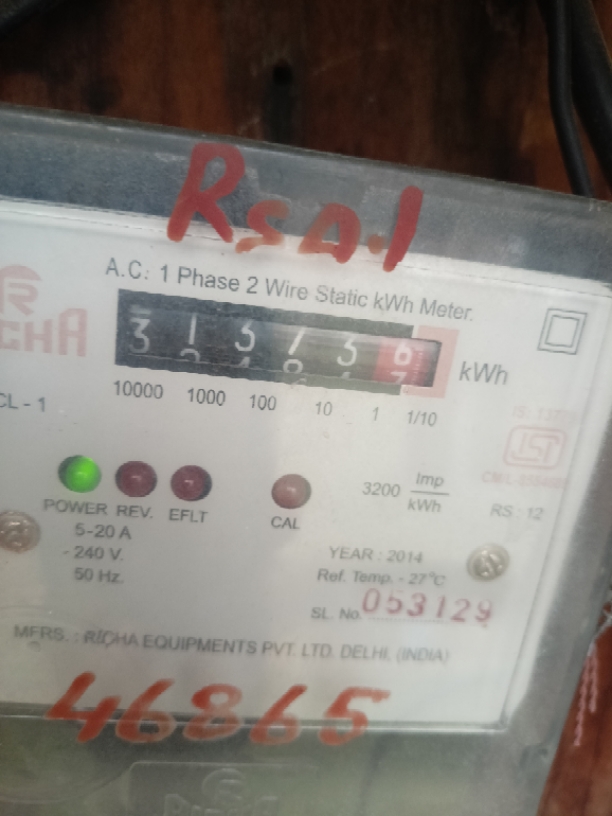 RSA.1
A.C. 1 Phase 2 Wire Static kWh Meter.
RICHA
kWh
10000 1000 100 10 1 1/10
CL - 1
3200 Imp/kWh
POWER REV. EFLT CAL
RS : 12
5-20 A
- 240 V.
50 Hz.
YEAR : 2014
Ref. Temp. - 27°C
SL. No. 053129
MFRS. : RICHA EQUIPMENTS PVT. LTD. DELHI. (INDIA)
46865